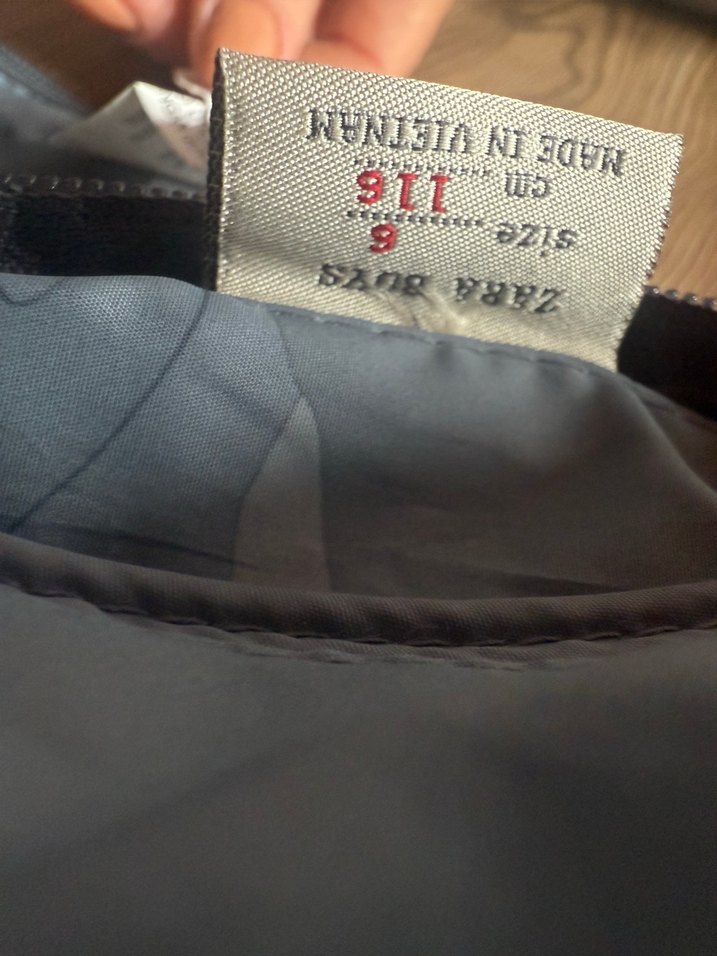 ZARA BOYS
size ............ 6
cm ............ 116
MADE IN VIETNAM